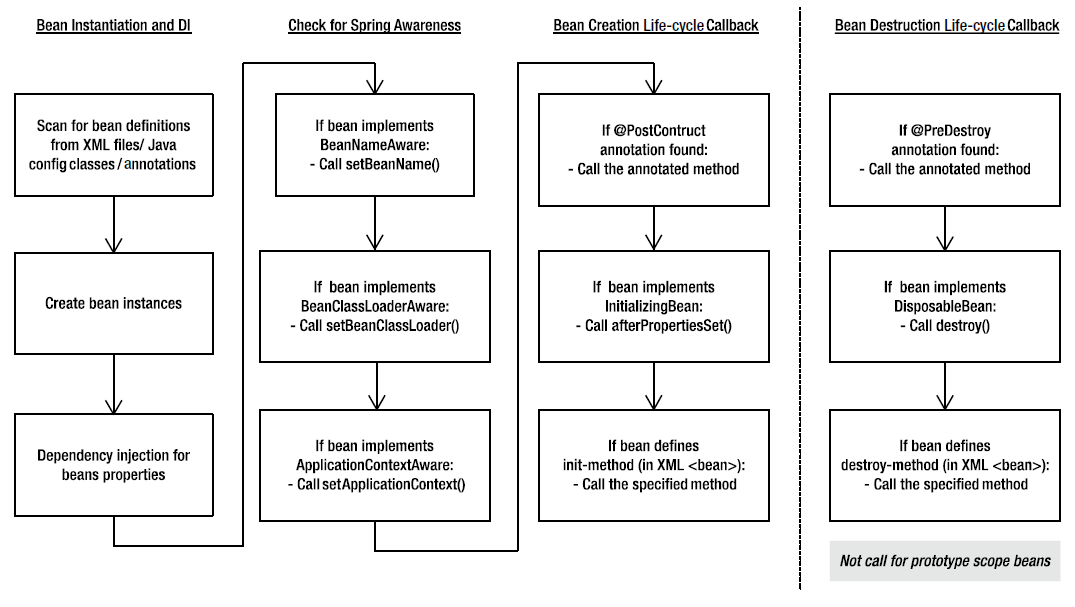 Bean Instantiation and DI
Scan for bean definitions
from XML files/ Java
config classes / annotations
Create bean instances
Dependency injection for
beans properties
Check for Spring Awareness
If bean implements
BeanNameAware:
- Call setBeanName()
If bean implements
BeanClassLoaderAware:
- Call setBeanClassLoader()
If bean implements
ApplicationContextAware:
- Call setApplicationContext()
Bean Creation Life-cycle Callback
If @PostContruct
annotation found:
- Call the annotated method
If bean implements
InitializingBean:
- Call afterPropertiesSet()
If bean defines
init-method (in XML <bean>):
- Call the specified method
Bean Destruction Life-cycle Callback
If @PreDestroy
annotation found:
- Call the annotated method
If bean implements
DisposableBean:
- Call destroy()
If bean defines
destroy-method (in XML <bean>):
- Call the specified method
Not call for prototype scope beans